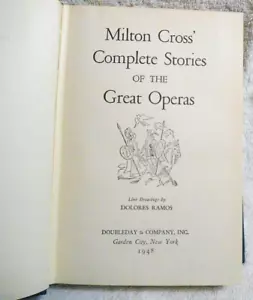 Milton Cross'
Complete Stories
OF THE
Great Operas
Line Drawings by
DOLORES RAMOS
DOUBLEDAY & COMPANY, INC.
Garden City, New York
1948